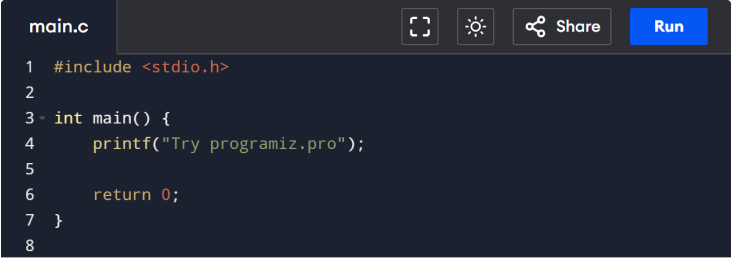 main.c Share Run
1 #include <stdio.h>
2
3 int main() {
4     printf("Try programiz.pro");
5
6     return 0;
7 }
8